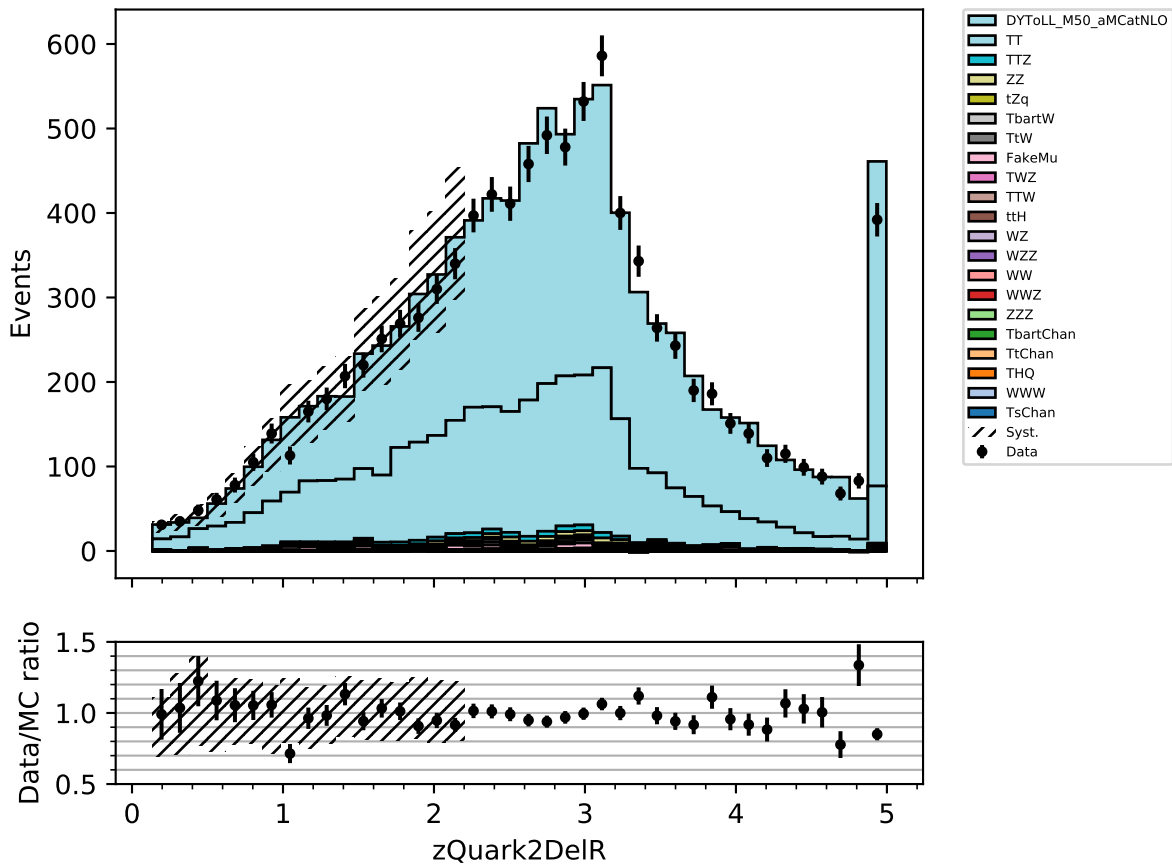 600
500
400
300
200
100
0
Events
DYToLL_M50_aMCatNLO
TT
TTZ
ZZ
tZq
TbartW
TtW
FakeMu
TWZ
TTW
ttH
WZ
WZZ
WW
WWZ
ZZZ
TbartChan
TtChan
THQ
WWW
TsChan
Syst.
Data
1.5
1.0
0.5
Data/MC ratio
0 1 2 3 4 5
zQuark2DelR